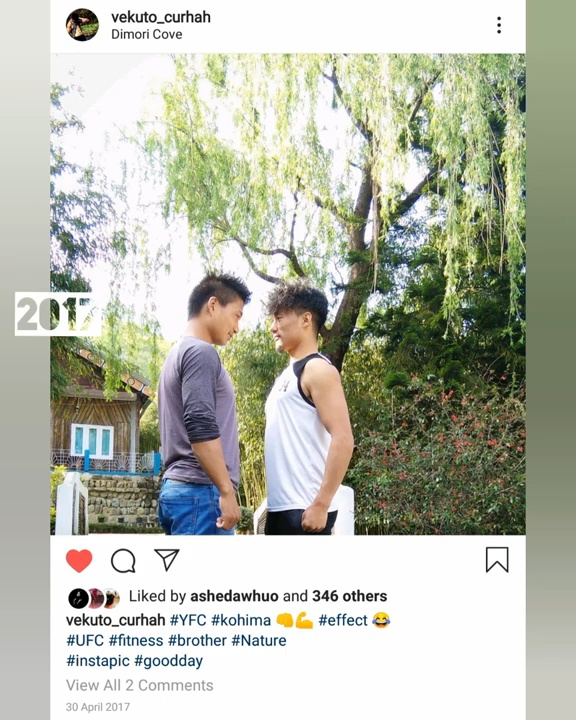 vekuto_curhah
Dimori Cove
2017
Liked by ashedawhuo and 346 others
vekuto_curhah #YFC #kohima 👊💪 #effect 😂
#UFC #fitness #brother #Nature
#instapic #goodday
View All 2 Comments
30 April 2017